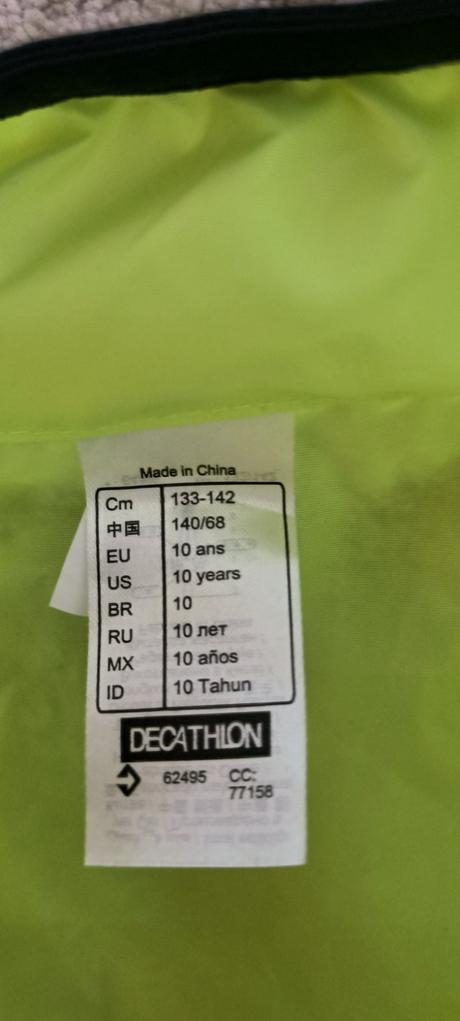 Made in China
Cm 133-142
中国 140/68
EU 10 ans
US 10 years
BR 10
RU 10 лет
MX 10 años
ID 10 Tahun
DECATHLON
62495 CC:
77158